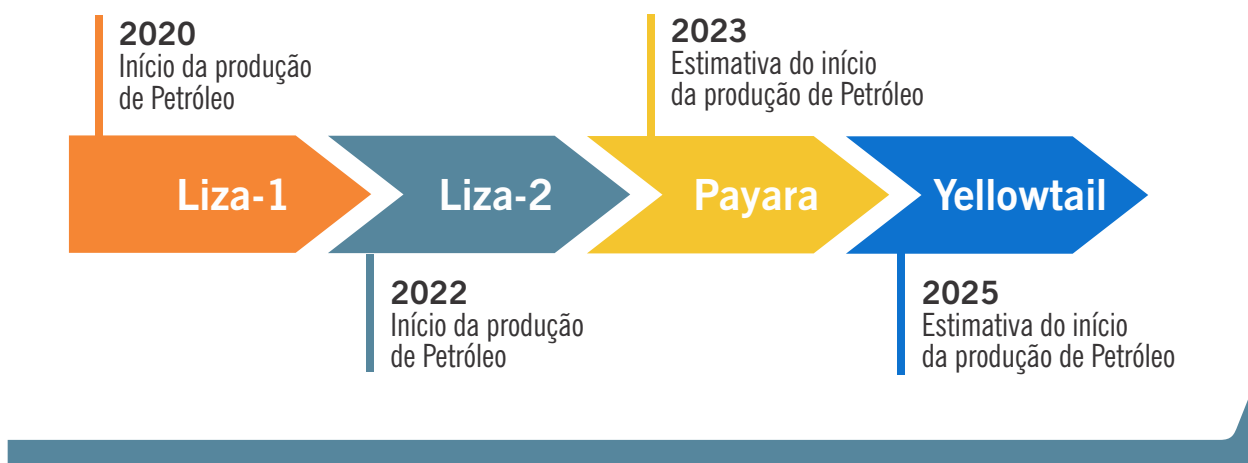 2020
Início da produção
de Petróleo
2023
Estimativa do início
da produção de Petróleo
Liza-1
Liza-2
Payara
Yellowtail
2022
Início da produção
de Petróleo
2025
Estimativa do início
da produção de Petróleo